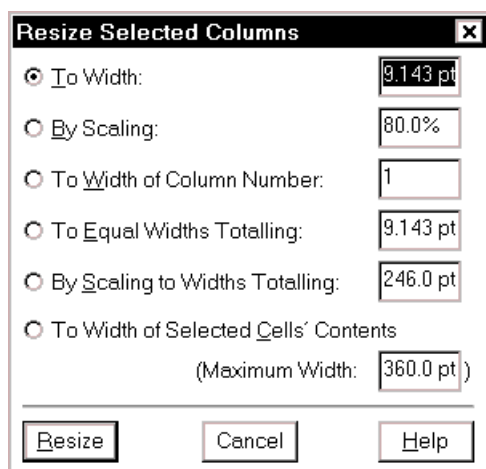 Resize Selected Columns
To Width: 9.143 pt
By Scaling: 80.0%
To Width of Column Number: 1
To Equal Widths Totalling: 9.143 pt
By Scaling to Widths Totalling: 246.0 pt
To Width of Selected Cells´ Contents
(Maximum Width: 360.0 pt )
Resize Cancel Help